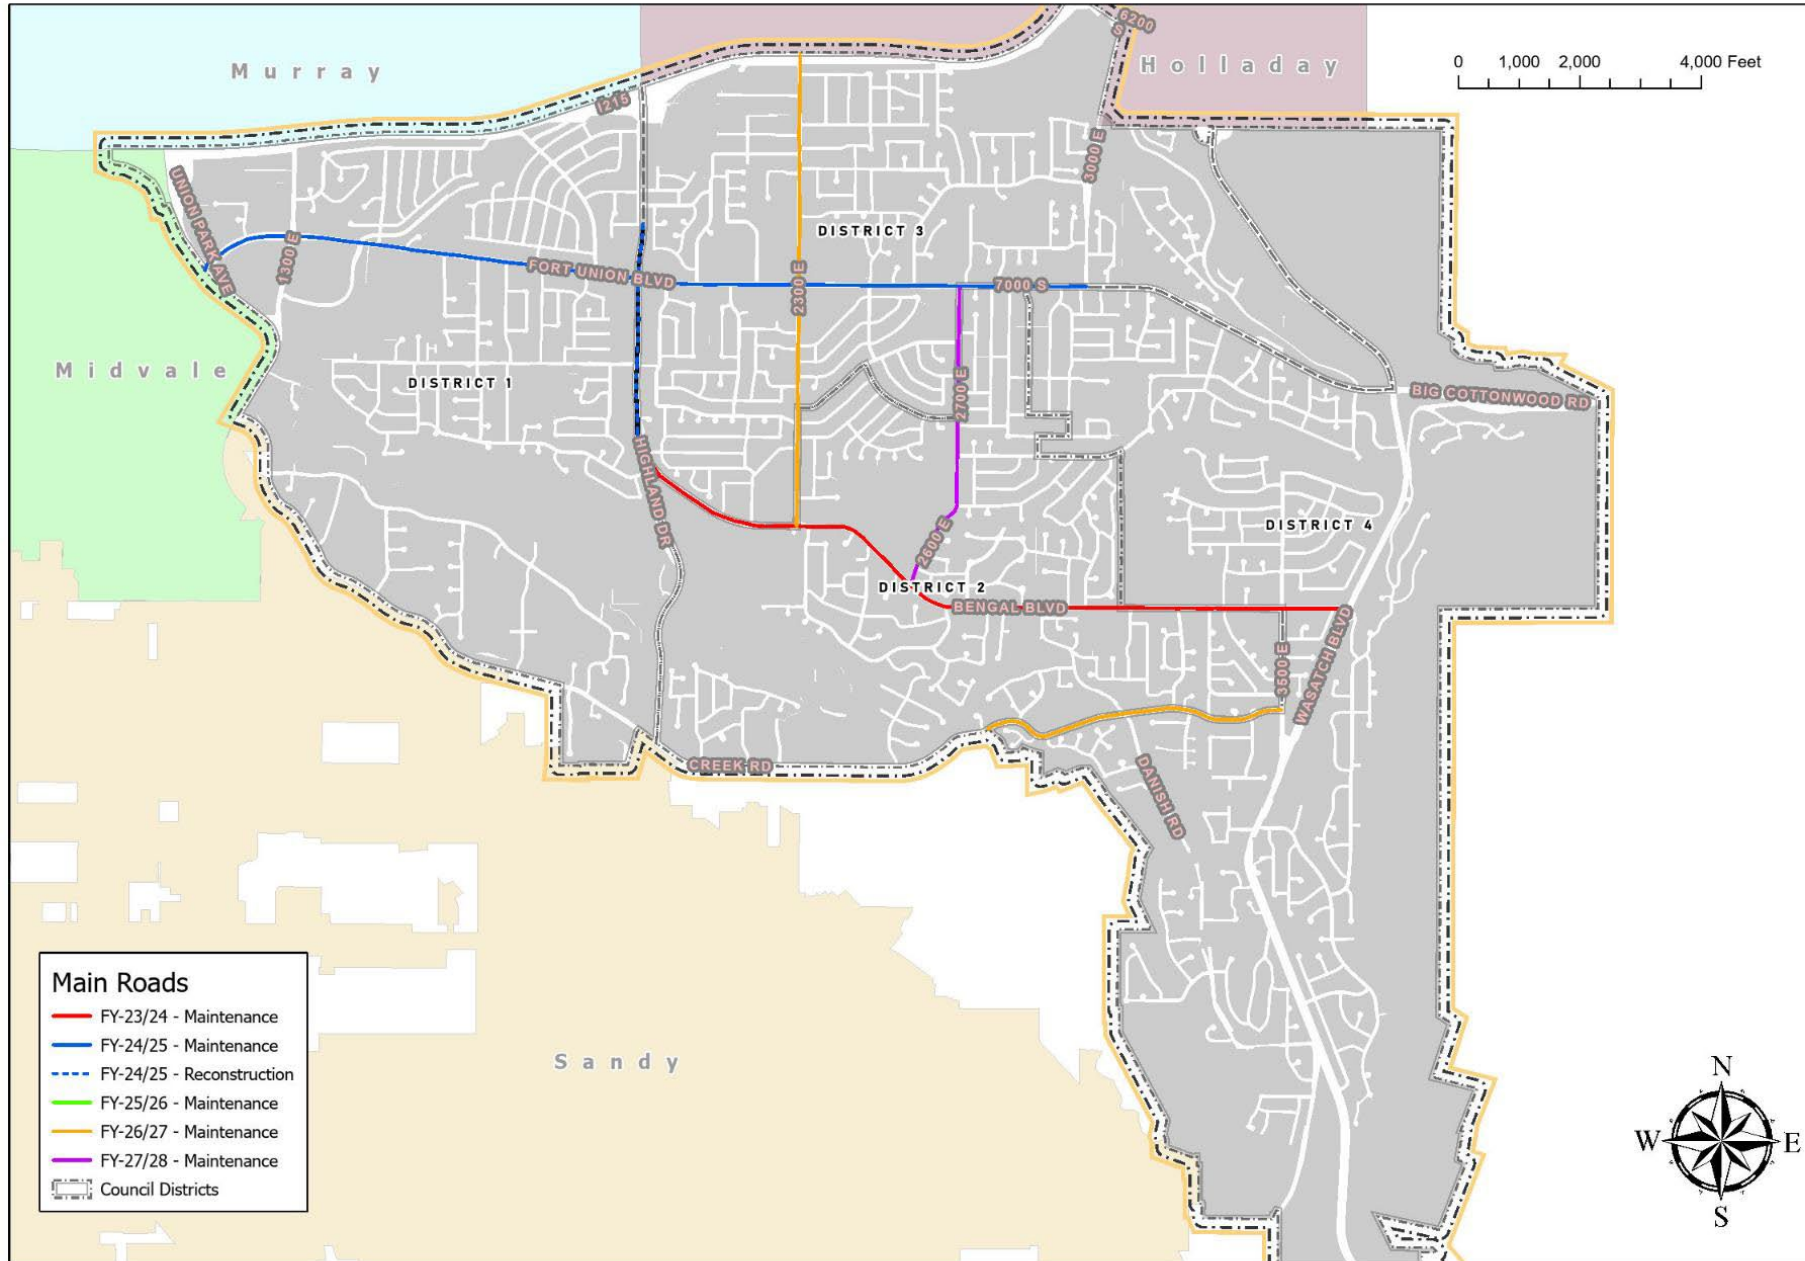 Murray
Holladay
6200 S
0 1,000 2,000 4,000 Feet
I215
3000 E
UNION PARK AVE
1300 E
DISTRICT 3
FORT UNION BLVD
2300 E
7000 S
Midvale
DISTRICT 1
2700 E
BIG COTTONWOOD RD
HIGHLAND DR
DISTRICT 4
2600 E
DISTRICT 2
BENGAL BLVD
3500 E
WASATCH BLVD
CREEK RD
DANISH RD
Sandy
Main Roads
FY-23/24 - Maintenance
FY-24/25 - Maintenance
FY-24/25 - Reconstruction
FY-25/26 - Maintenance
FY-26/27 - Maintenance
FY-27/28 - Maintenance
Council Districts
N
W E
S